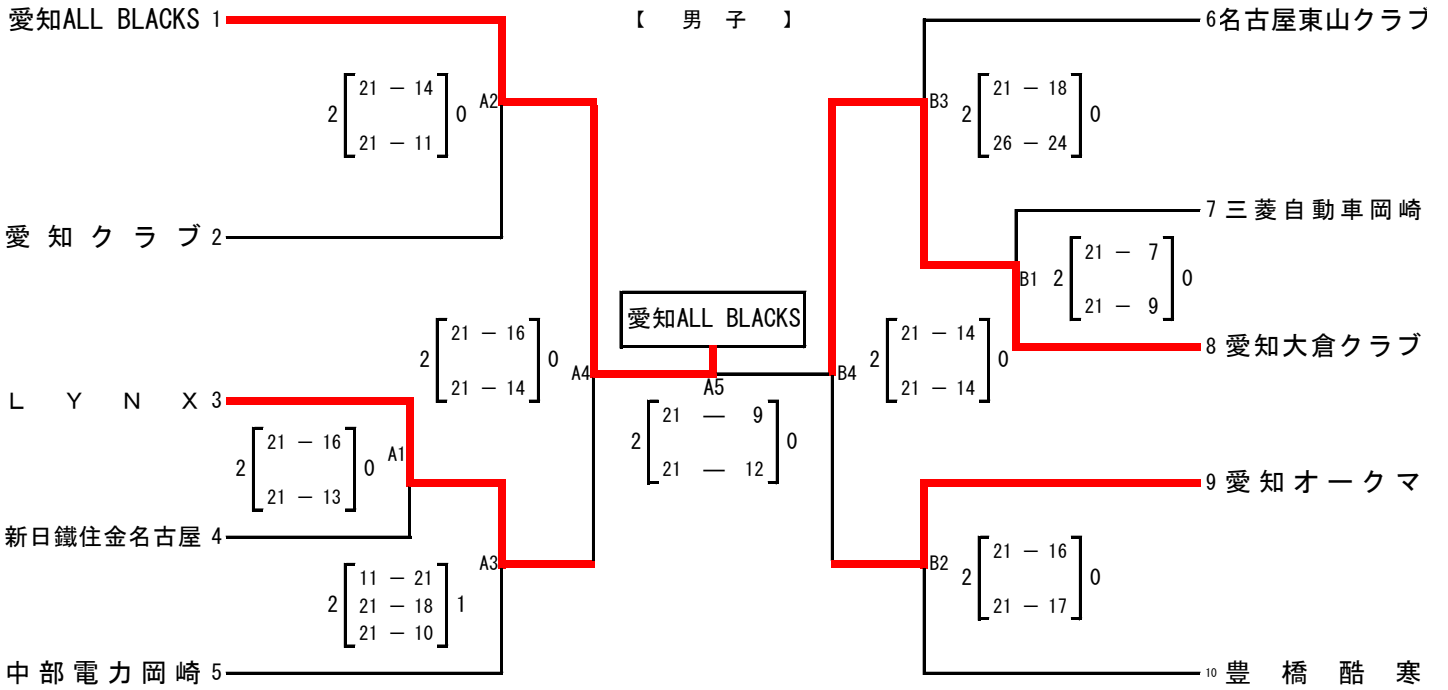 【 男 子 】
愛知ALL BLACKS 1
A2
2 21 － 14 0
21 － 11
愛知クラブ 2
2 21 － 16 0
21 － 14
A4
Ｌ Ｙ Ｎ Ｘ 3
2 21 － 16 0
21 － 13
A1
新日鐵住金名古屋 4
A3
2 11 － 21 1
21 － 18
21 － 10
中部電力岡崎 5
愛知ALL BLACKS
A5
2 21 ― 9 0
21 ― 12
6 名古屋東山クラブ
B3
2 21 － 18 0
26 － 24
7 三菱自動車岡崎
B1
2 21 － 7 0
21 － 9
8 愛知大倉クラブ
B4
2 21 － 14 0
21 － 14
9 愛知オークマ
B2
2 21 － 16 0
21 － 17
10 豊橋酷寒